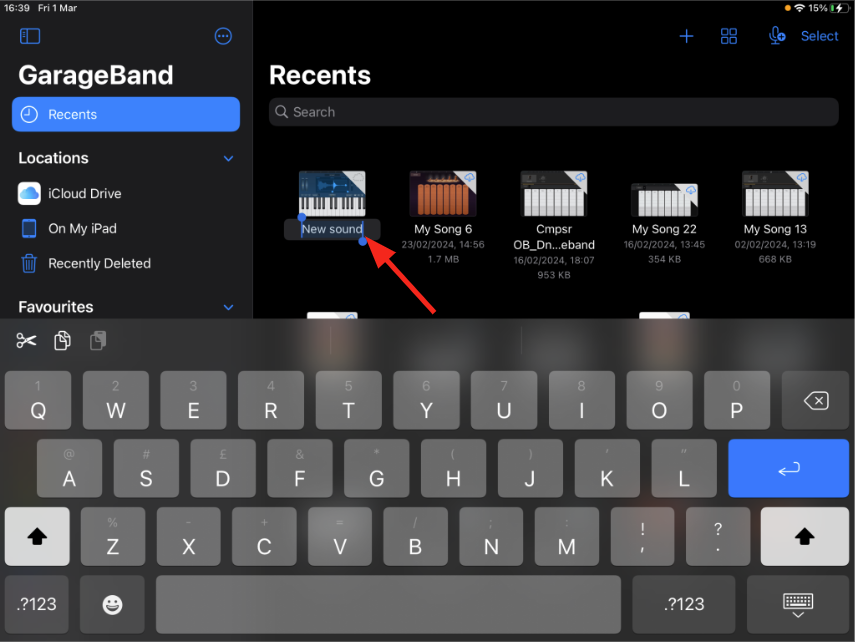 16:39 Fri 1 Mar
15%
GarageBand
Recents
Locations
iCloud Drive
On My iPad
Recently Deleted
Favourites
Select
Recents
Search
New sound
My Song 6
23/02/2024, 14:56
1.7 MB
Cmpsr
OB_Dn...eband
16/02/2024, 18:07
953 KB
My Song 22
16/02/2024, 13:45
354 KB
My Song 13
02/02/2024, 13:19
668 KB
1 2 3 4 5 6 7 8 9 0
Q W E R T Y U I O P
@ # £ & * ( ) ' "
A S D F G H J K L
% - + = / ; : ! ?
Z X C V B N M , .
.?123 .?123